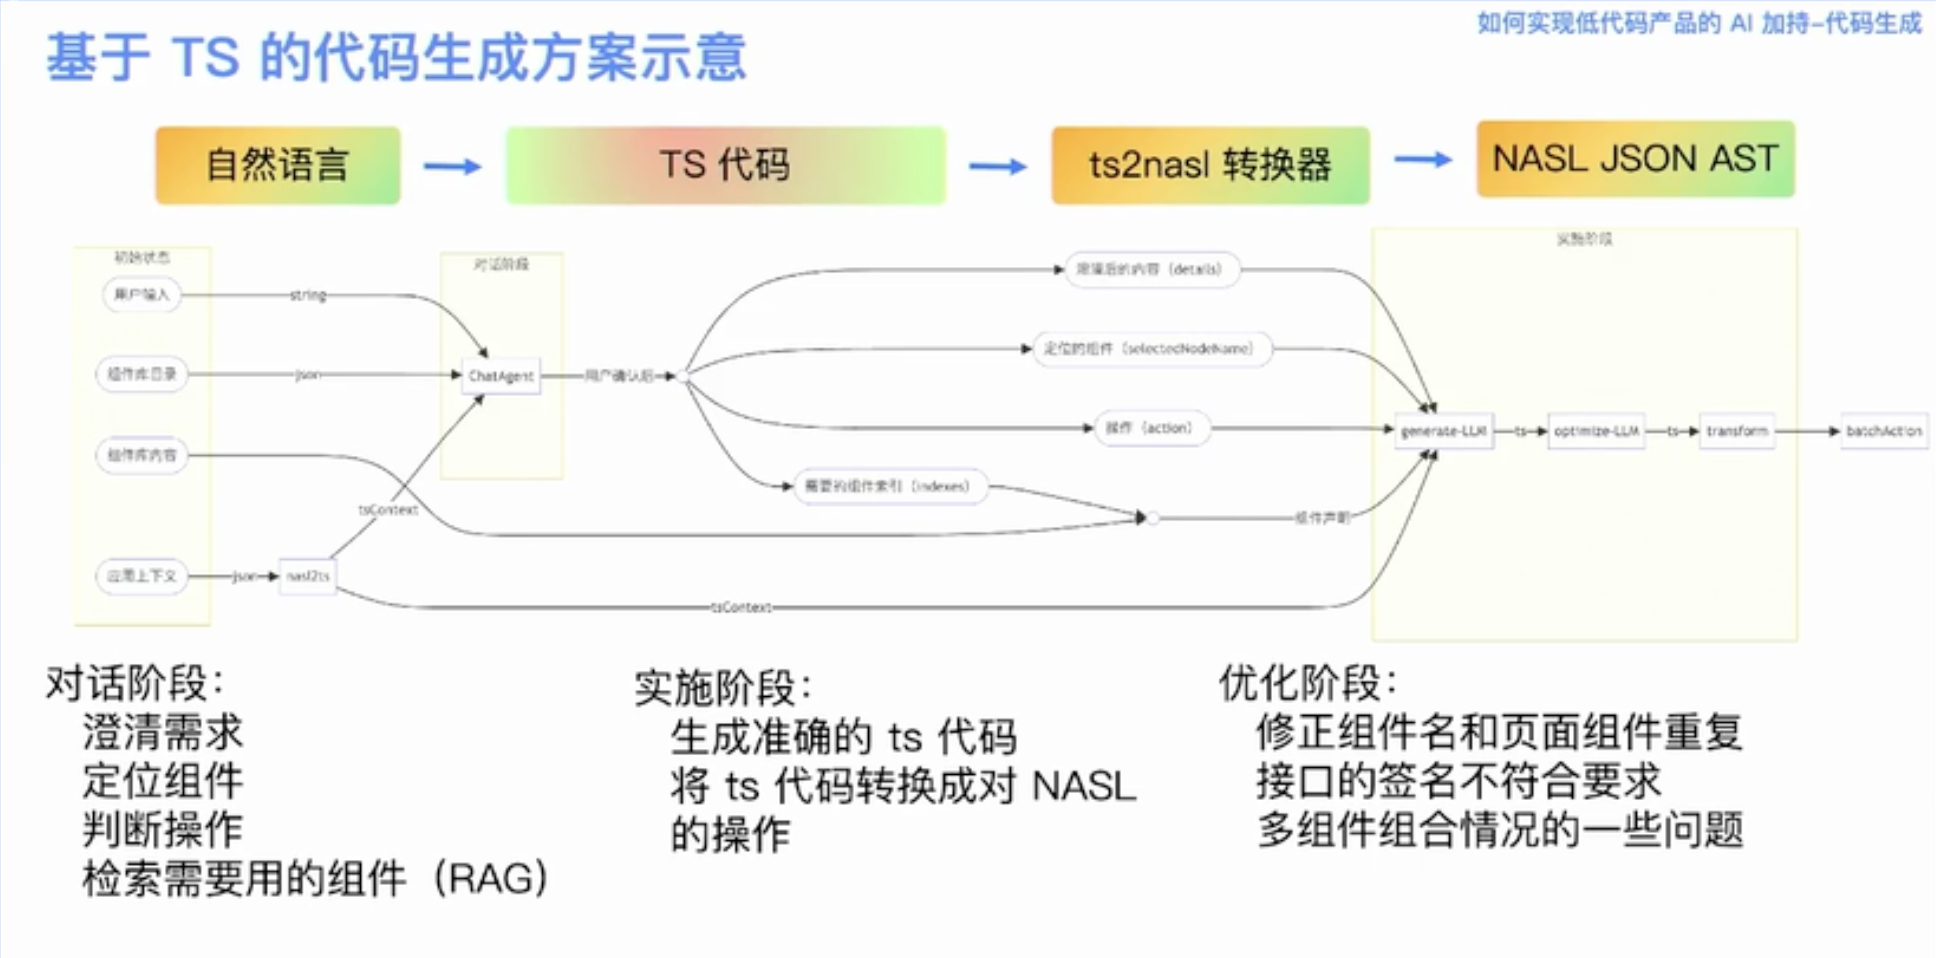 如何实现低代码产品的 AI 加持-代码生成
基于 TS 的代码生成方案示意
自然语言
TS 代码
ts2nasl 转换器
NASL JSON AST
初始状态
用户输入
string
组件库目录
json
组件库内容
应用上下文
json
nasl2ts
tsContext
tsContext
对话阶段
ChatAgent
用户确认后
澄清后的内容（details）
定位的组件（selectedNodeName）
操作（action）
需要的组件索引（indexes）
组件声明
实施阶段
generate-LLM
ts
optimize-LLM
ts
transform
batchAction
对话阶段：
澄清需求
定位组件
判断操作
检索需要用的组件（RAG）
实施阶段：
生成准确的 ts 代码
将 ts 代码转换成对 NASL
的操作
优化阶段：
修正组件名和页面组件重复
接口的签名不符合要求
多组件组合情况的一些问题